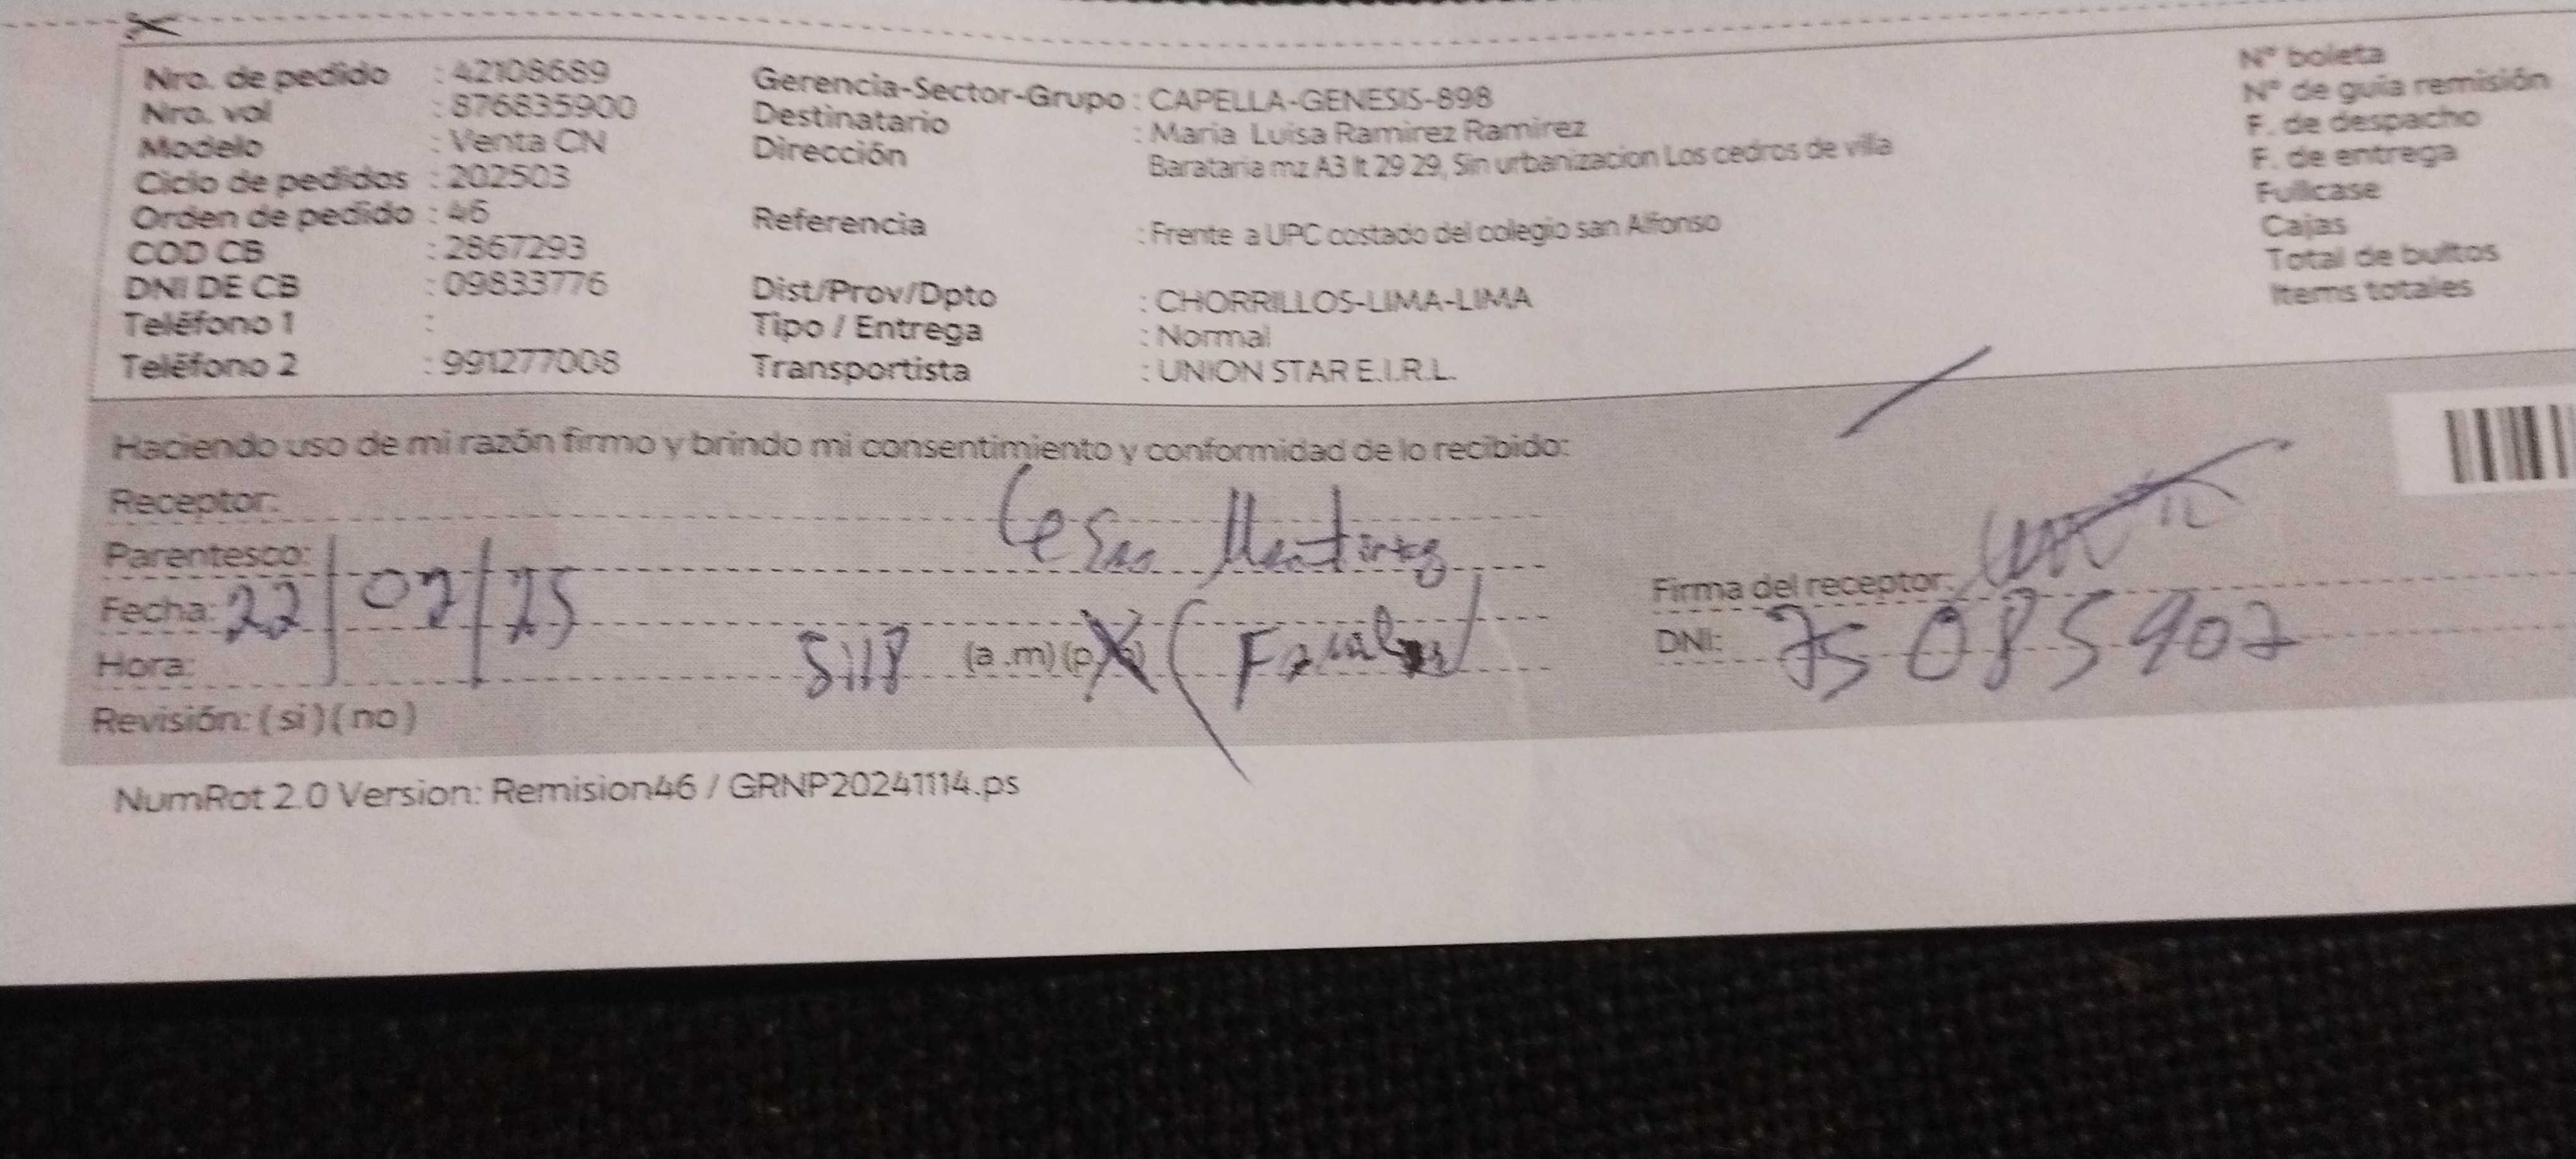 Nro. de pedido : 42108689
Nro. val : 876835900
Modelo : Venta CN
Ciclo de pedidos : 202503
Orden de pedido : 46
COD CB : 2867293
DNI DE CB : 09833776
Teléfono 1 :
Teléfono 2 : 991277008
Gerencia-Sector-Grupo : CAPELLA-GENESIS-898
Destinatario : Maria Luisa Ramirez Ramirez
Dirección Barataria mz A3 lt 29 29, Sin urbanizacion Los cedros de villa
Referencia : Frente a UPC costado del colegio san Alfonso
Dist/Prov/Dpto : CHORRILLOS-LIMA-LIMA
Tipo / Entrega : Normal
Transportista : UNION STAR E.I.R.L.
N° boleta
N° de guia remisión
F. de despacho
F. de entrega
Fullcase
Cajas
Total de bultos
Items totales
Haciendo uso de mi razón firmo y brindo mi consentimiento y conformidad de lo recibido:
Receptor:
Parentesco:
Fecha: 22/02/25
Hora: 5:18 (a .m)
Revisión: ( si ) ( no )
Firma del receptor:
DNI: 75085907
NumRot 2.0 Version: Remision46 / GRNP20241114.ps